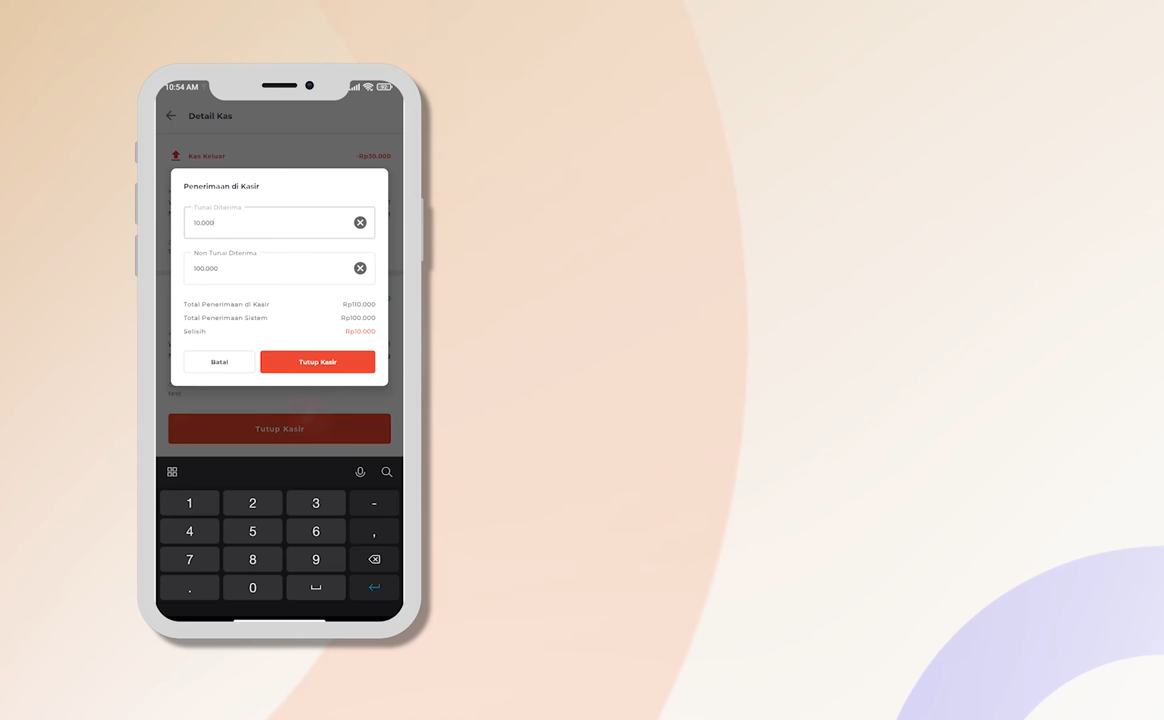 10:54 AM
92
Detail Kas
Kas Keluar -Rp50.000
Penerimaan di Kasir
Tunai Diterima
10.000
Non Tunai Diterima
100.000
Total Penerimaan di Kasir Rp110.000
Total Penerimaan Sistem Rp100.000
Selisih Rp10.000
Batal Tutup Kasir
Tutup Kasir
1 2 3 -
4 5 6 ,
7 8 9
. 0